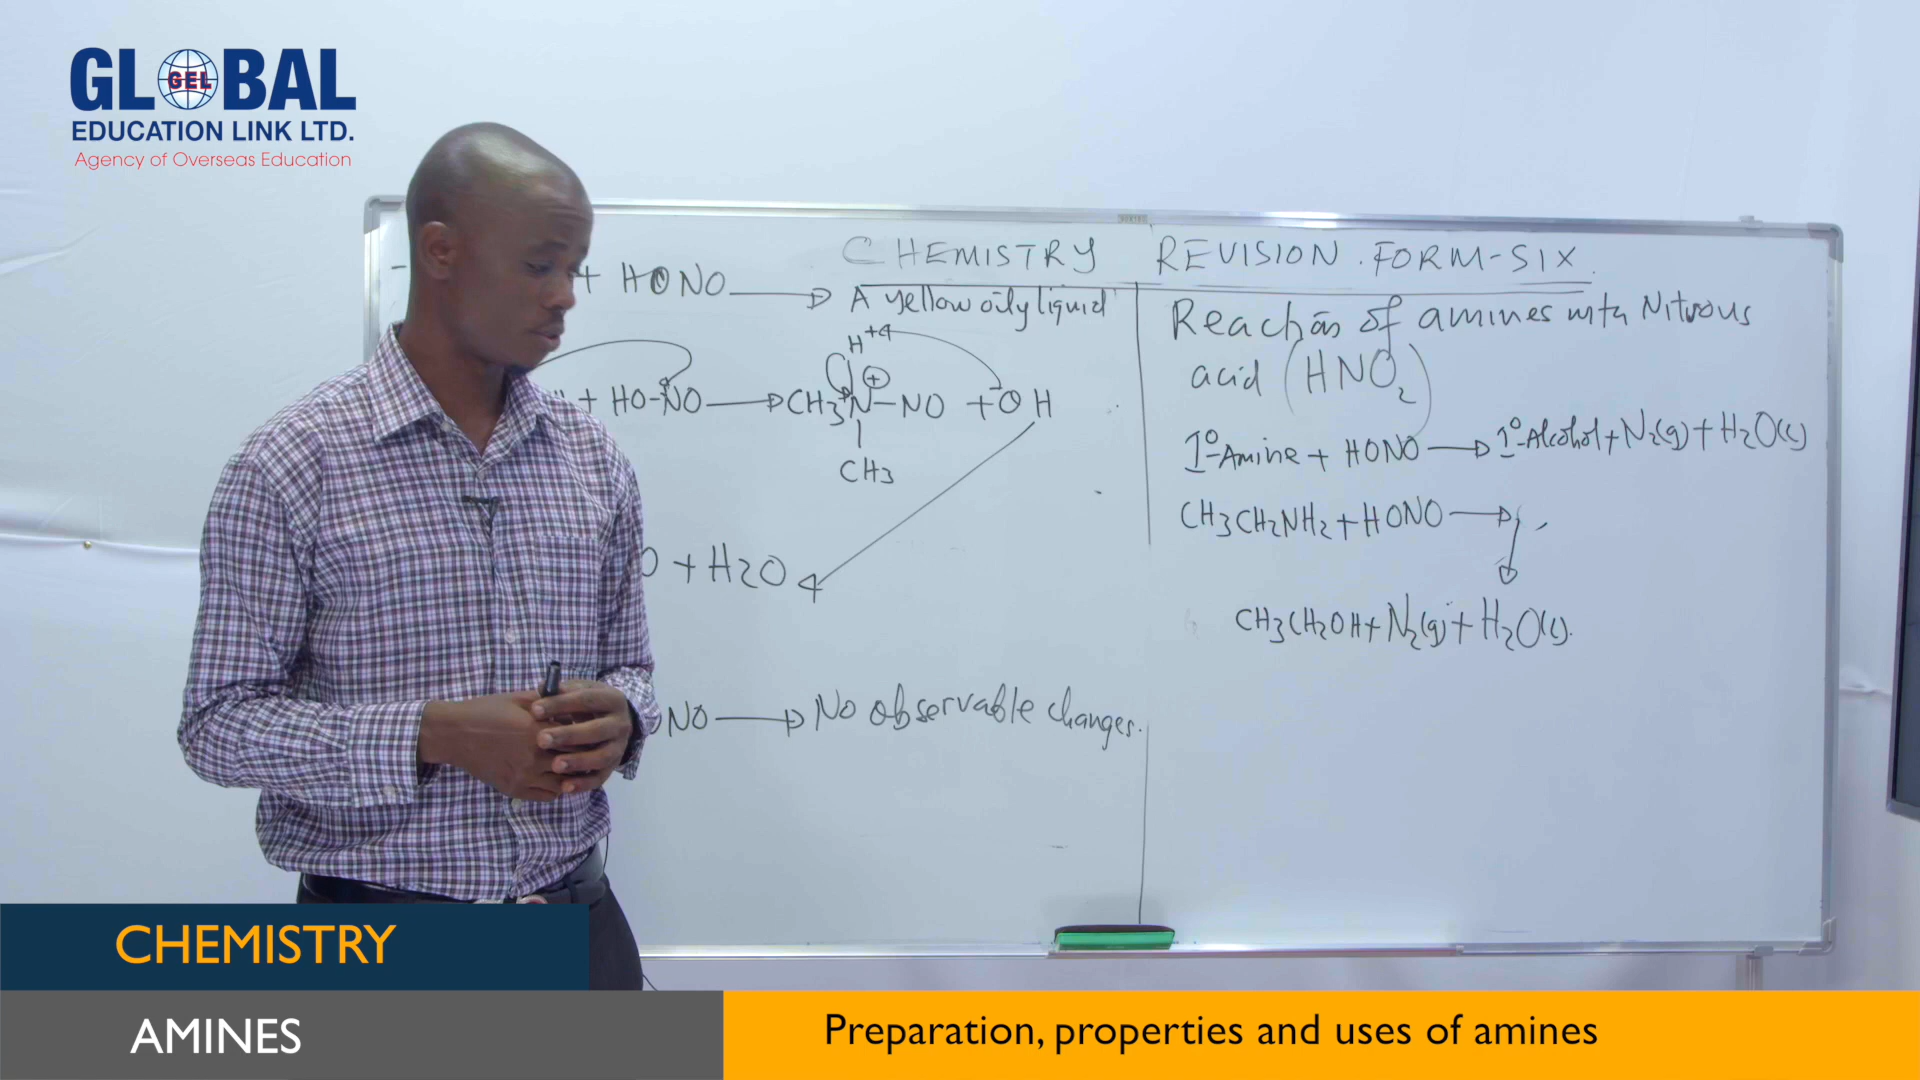 GLOBAL
GEL
EDUCATION LINK LTD.
Agency of Overseas Education
CHEMISTRY REVISION. FORM-SIX.
+ HONO → A yellow oily liquid
H
+ HO-NO → CH3 N⊕ - NO + OH
CH3
O + H2O
NO → No observable changes.
Reaction of amines with Nitrous
acid (HNO2)
1°-Amine + HONO → 1°-Alcohol + N2(g) + H2O(l)
CH3CH2NH2 + HONO →
CH3CH2OH + N2(g) + H2O(l).
CHEMISTRY
AMINES
Preparation, properties and uses of amines